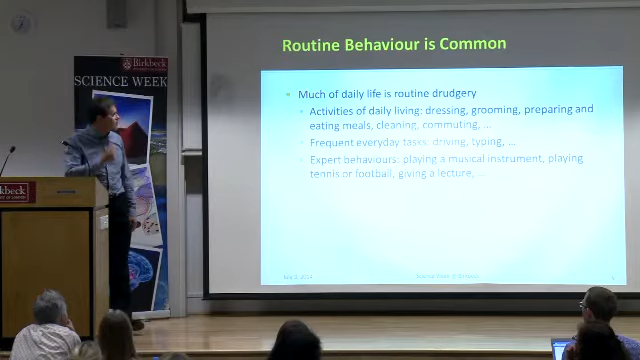 Routine Behaviour is Common
Much of daily life is routine drudgery
Activities of daily living: dressing, grooming, preparing and
eating meals, cleaning, commuting, ...
Frequent everyday tasks: driving, typing, ...
Expert behaviours: playing a musical instrument, playing
tennis or football, giving a lecture, ...
Birkbeck
SCIENCE WEEK
kbeck